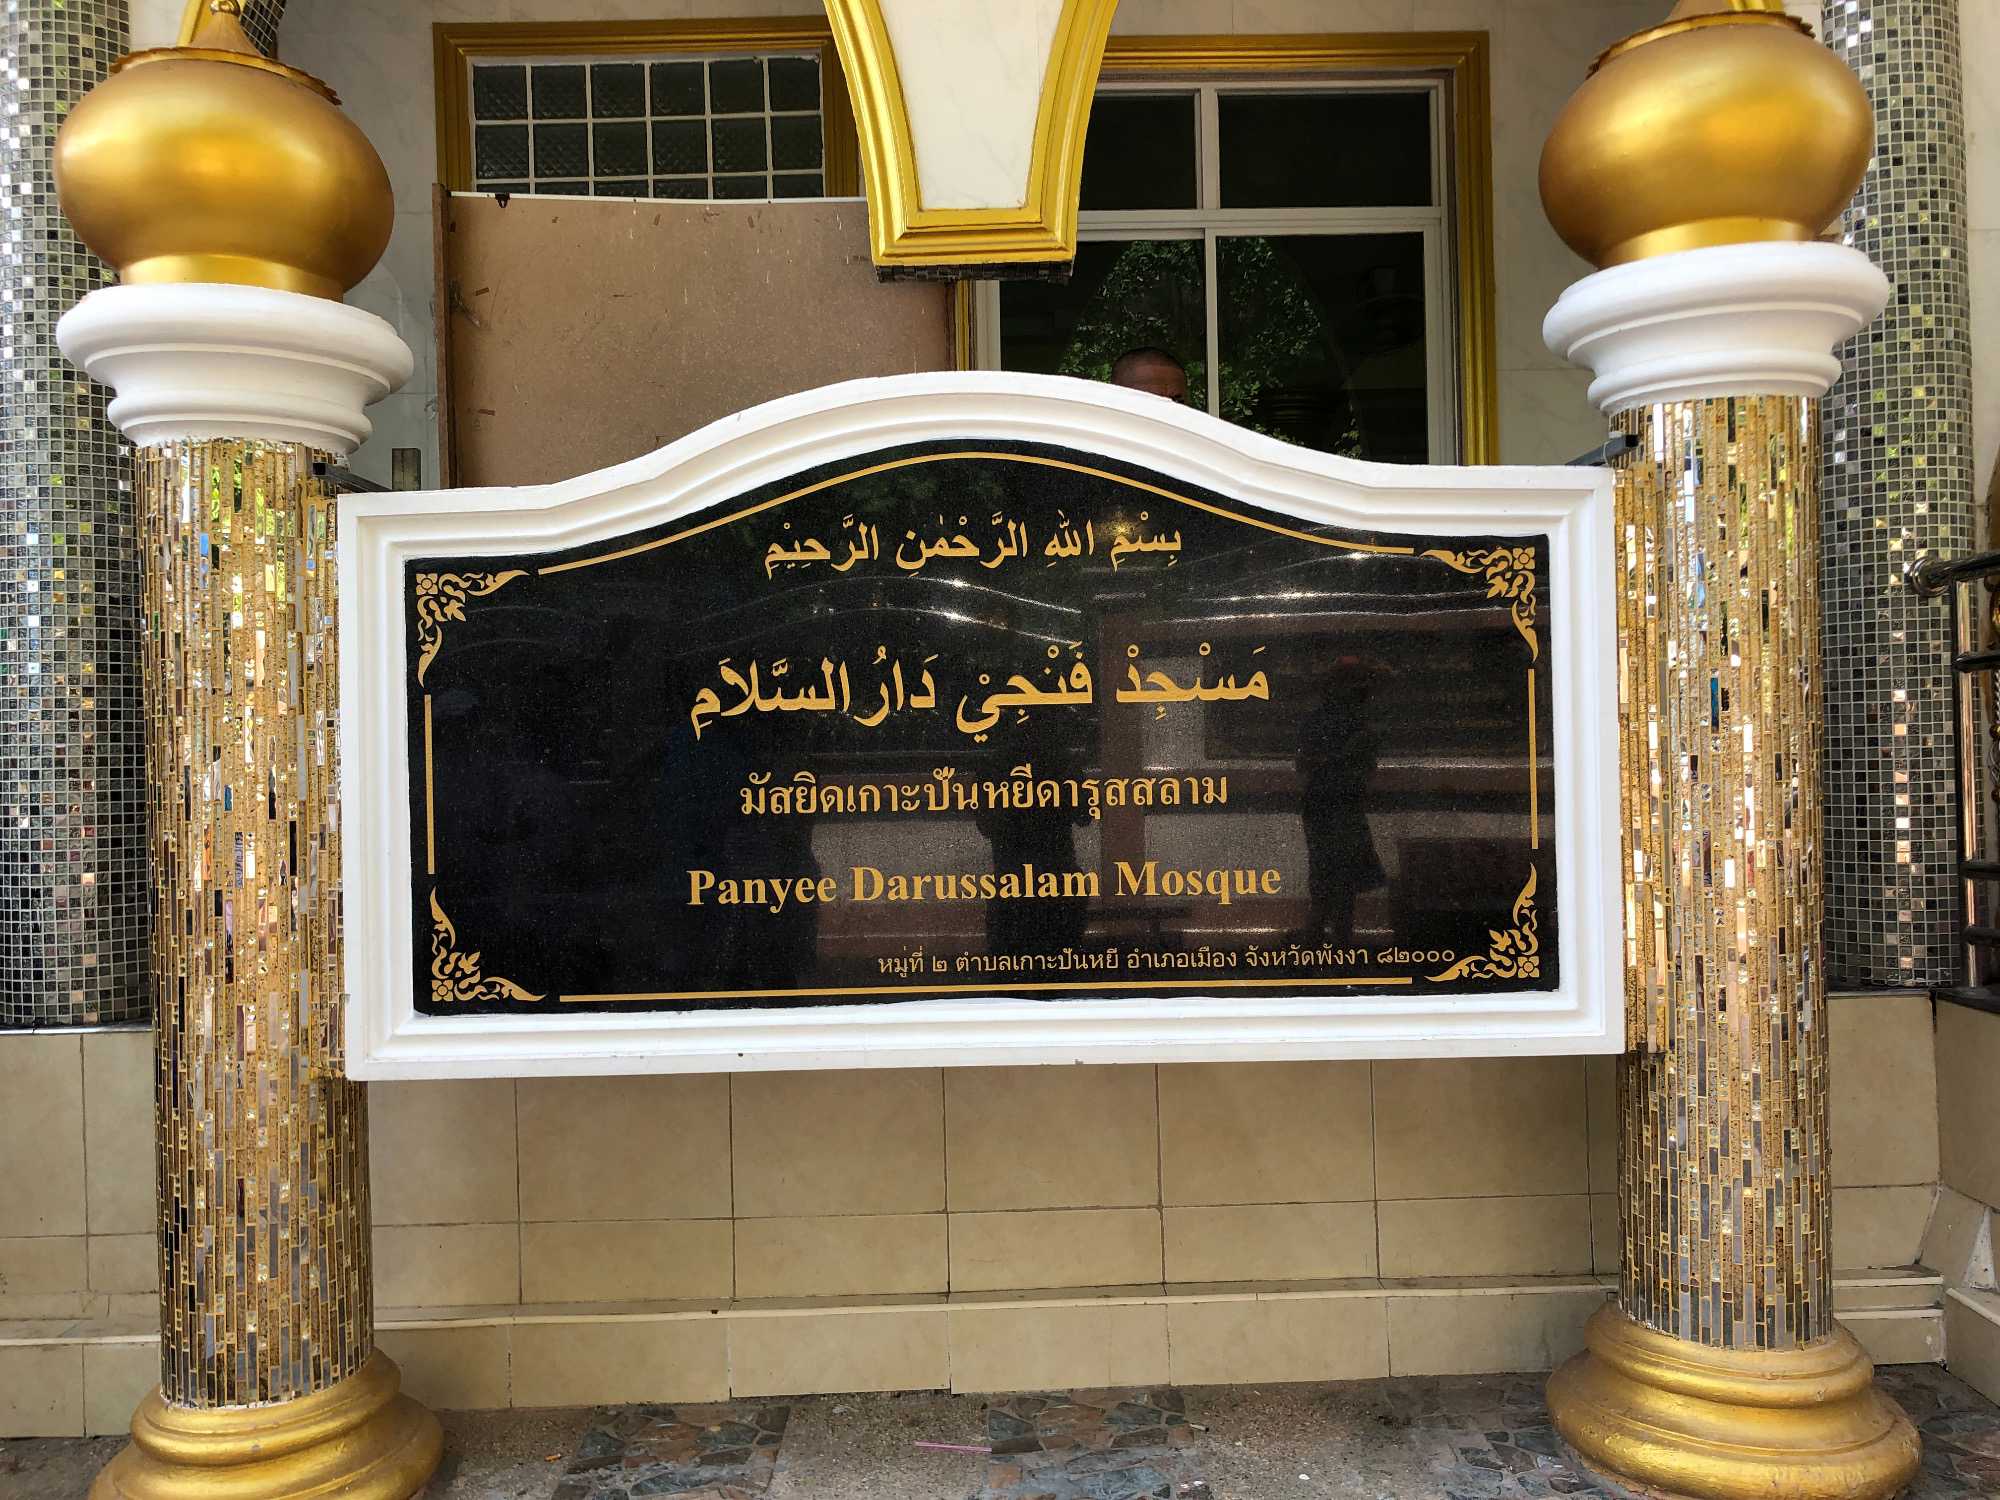 بِسْمِ اللهِ الرَّحْمٰنِ الرَّحِيْمِ
مَسْجِدْ فَنْجِيْ دَارُ السَّلاَمِ
มัสยิดเกาะปันหยีดารุสสลาม
Panyee Darussalam Mosque
หมู่ที่ ๒ ตำบลเกาะปันหยี อำเภอเมือง จังหวัดพังงา ๘๒๐๐๐